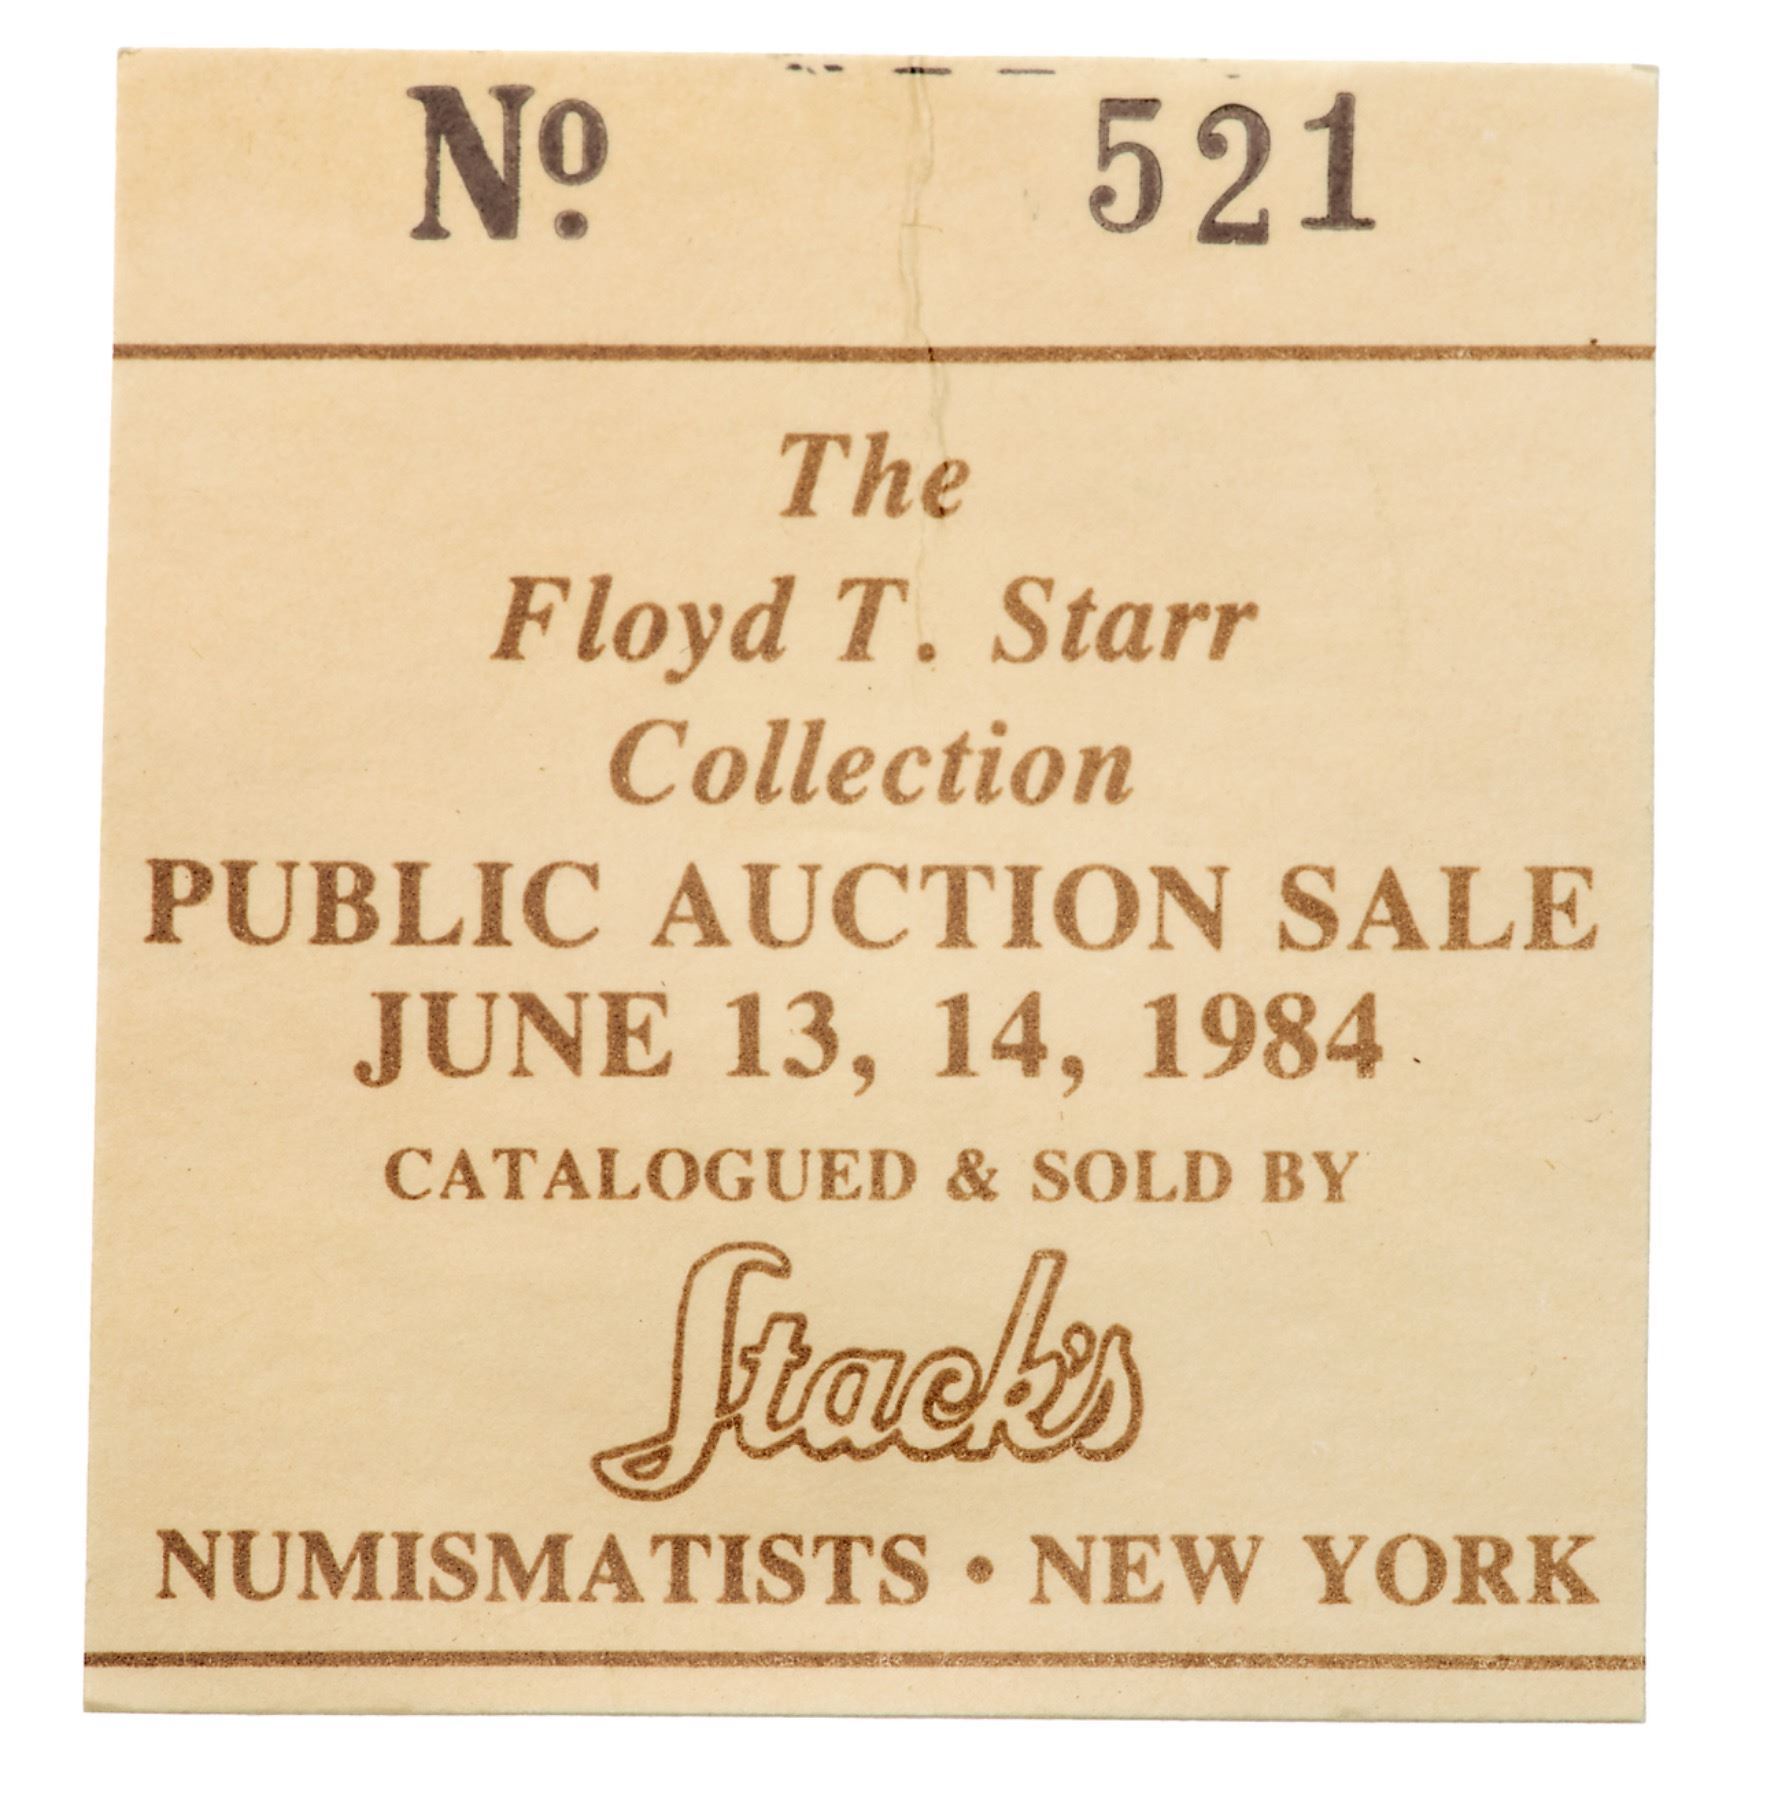 No. 521
The
Floyd T. Starr
Collection
PUBLIC AUCTION SALE
JUNE 13, 14, 1984
CATALOGUED & SOLD BY
Stack's
NUMISMATISTS • NEW YORK